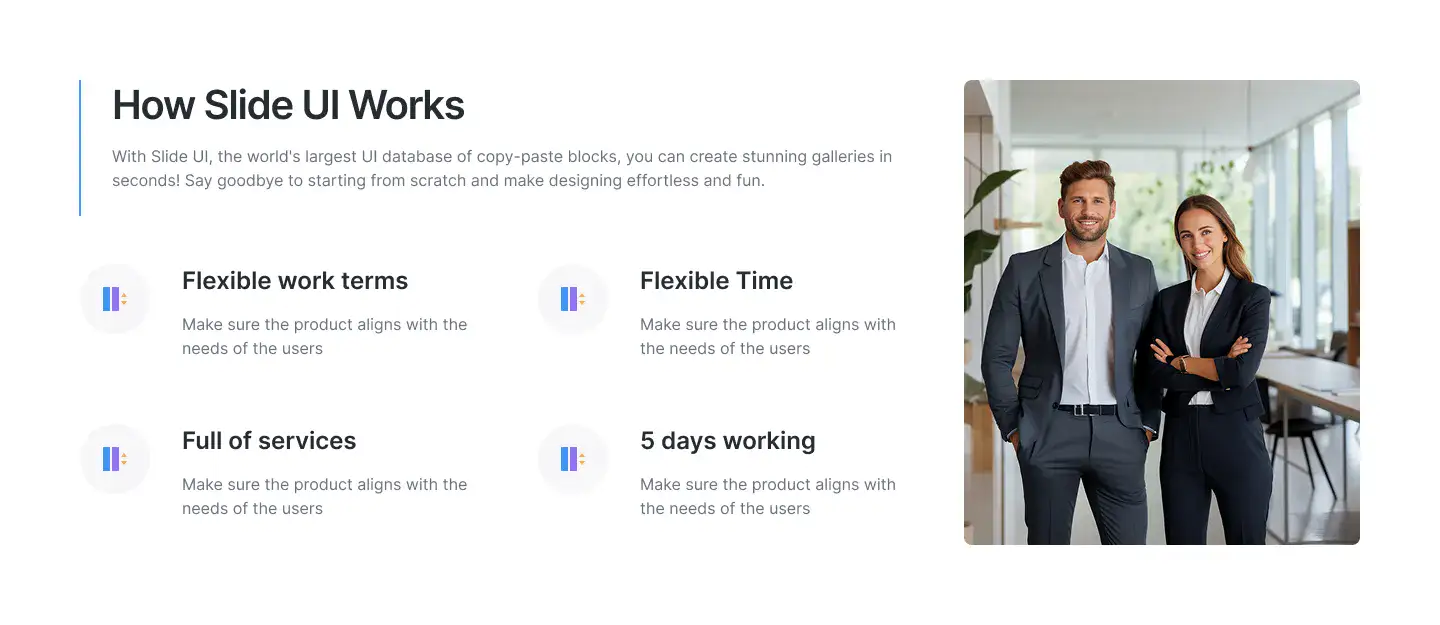 How Slide UI Works
With Slide UI, the world's largest UI database of copy-paste blocks, you can create stunning galleries in
seconds! Say goodbye to starting from scratch and make designing effortless and fun.
Flexible work terms
Make sure the product aligns with the
needs of the users
Flexible Time
Make sure the product aligns with
the needs of the users
Full of services
Make sure the product aligns with the
needs of the users
5 days working
Make sure the product aligns with
the needs of the users